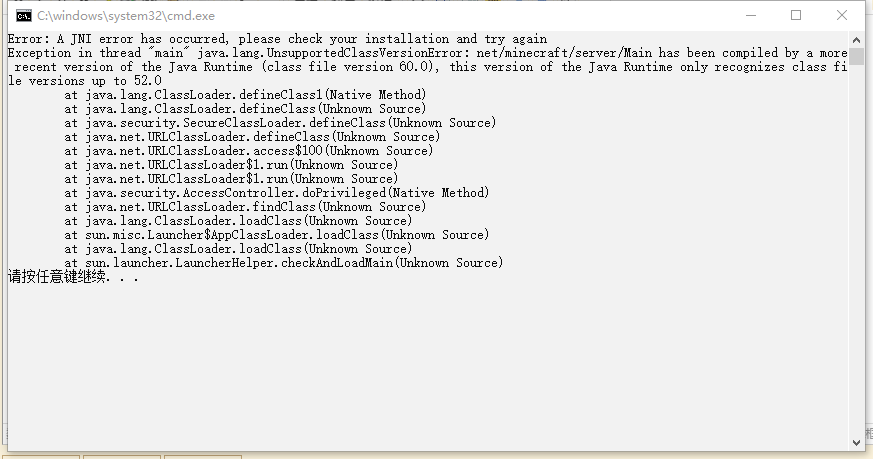 C:\windows\system32\cmd.exe
Error: A JNI error has occurred, please check your installation and try again
Exception in thread "main" java.lang.UnsupportedClassVersionError: net/minecraft/server/Main has been compiled by a more
recent version of the Java Runtime (class file version 60.0), this version of the Java Runtime only recognizes class fi
le versions up to 52.0
at java.lang.ClassLoader.defineClass1(Native Method)
at java.lang.ClassLoader.defineClass(Unknown Source)
at java.security.SecureClassLoader.defineClass(Unknown Source)
at java.net.URLClassLoader.defineClass(Unknown Source)
at java.net.URLClassLoader.access$100(Unknown Source)
at java.net.URLClassLoader$1.run(Unknown Source)
at java.net.URLClassLoader$1.run(Unknown Source)
at java.security.AccessController.doPrivileged(Native Method)
at java.net.URLClassLoader.findClass(Unknown Source)
at java.lang.ClassLoader.loadClass(Unknown Source)
at sun.misc.Launcher$AppClassLoader.loadClass(Unknown Source)
at java.lang.ClassLoader.loadClass(Unknown Source)
at sun.launcher.LauncherHelper.checkAndLoadMain(Unknown Source)
请按任意键继续. . .